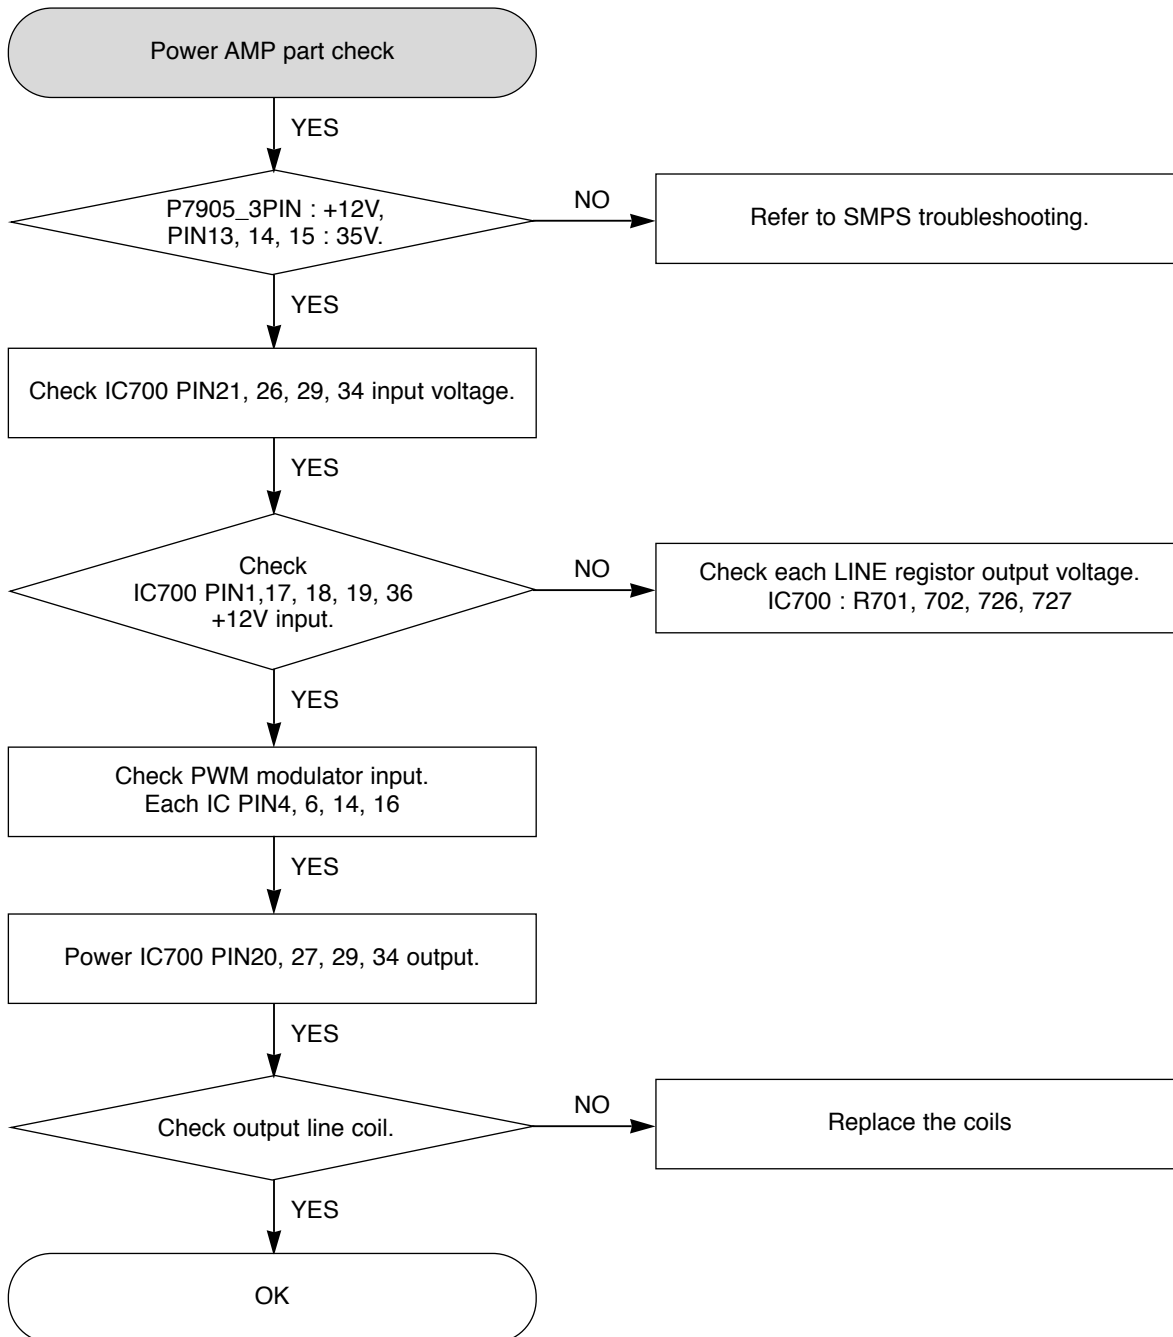 Power AMP part check
YES
P7905_3PIN : +12V,
PIN13, 14, 15 : 35V.
NO
Refer to SMPS troubleshooting.
YES
Check IC700 PIN21, 26, 29, 34 input voltage.
YES
Check
IC700 PIN1,17, 18, 19, 36
+12V input.
NO
Check each LINE registor output voltage.
IC700 : R701, 702, 726, 727
YES
Check PWM modulator input.
Each IC PIN4, 6, 14, 16
YES
Power IC700 PIN20, 27, 29, 34 output.
YES
Check output line coil.
NO
Replace the coils
YES
OK